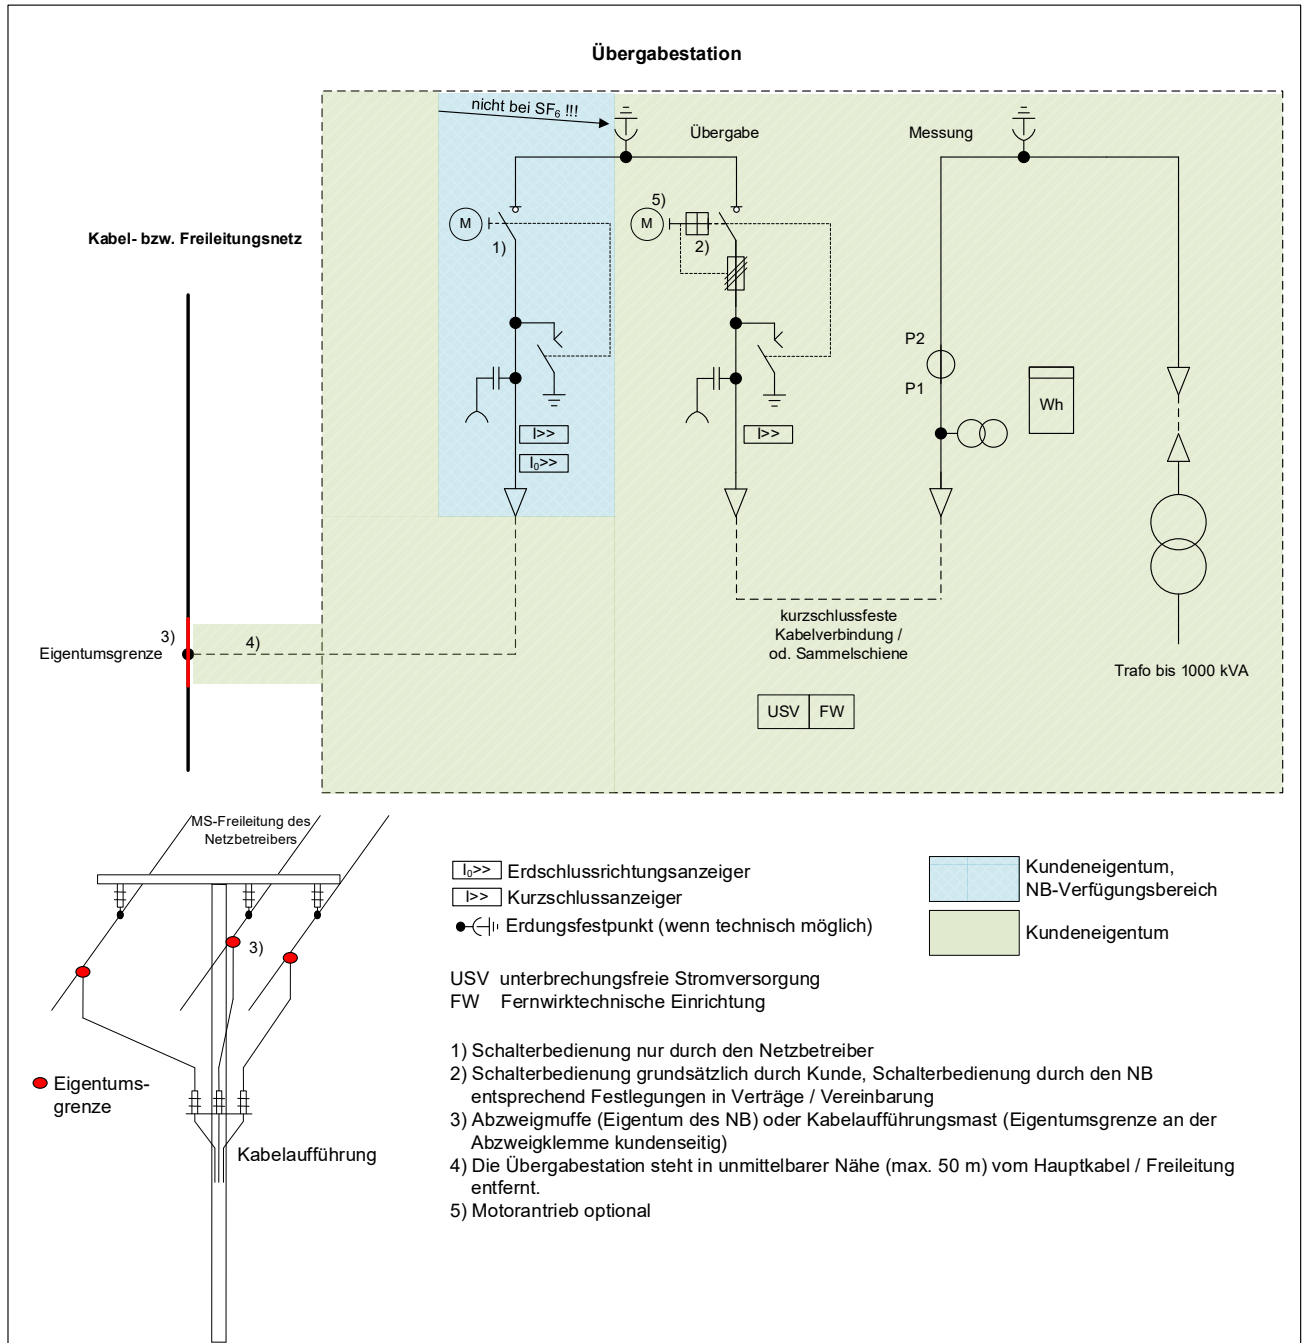 Übergabestation
nicht bei SF₆ !!!
Übergabe
Messung
M
1)
5)
M
2)
Kabel- bzw. Freileitungsnetz
P2
P1
Wh
I>>
I₀>>
I>>
kurzschlussfeste
Kabelverbindung /
od. Sammelschiene
3)
4)
Eigentumsgrenze
Trafo bis 1000 kVA
USV FW
MS-Freileitung des
Netzbetreibers
3)
Eigentums-
grenze
Kabelaufführung
I₀>> Erdschlussrichtungsanzeiger
I>> Kurzschlussanzeiger
Erdungsfestpunkt (wenn technisch möglich)
Kundeneigentum,
NB-Verfügungsbereich
Kundeneigentum
USV unterbrechungsfreie Stromversorgung
FW Fernwirktechnische Einrichtung
1) Schalterbedienung nur durch den Netzbetreiber
2) Schalterbedienung grundsätzlich durch Kunde, Schalterbedienung durch den NB
entsprechend Festlegungen in Verträge / Vereinbarung
3) Abzweigmuffe (Eigentum des NB) oder Kabelaufführungsmast (Eigentumsgrenze an der
Abzweigklemme kundenseitig)
4) Die Übergabestation steht in unmittelbarer Nähe (max. 50 m) vom Hauptkabel / Freileitung
entfernt.
5) Motorantrieb optional